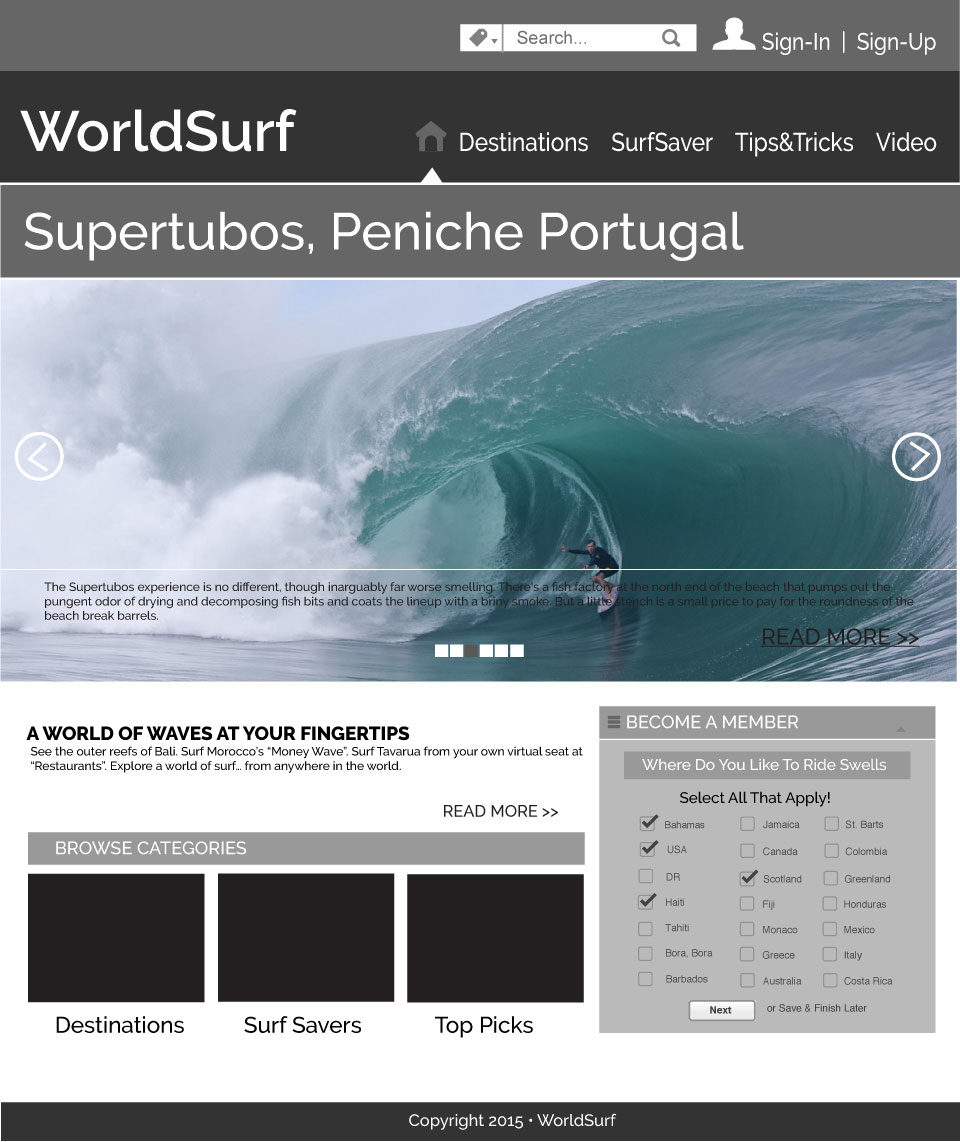 Search...
Sign-In | Sign-Up
WorldSurf
Destinations SurfSaver Tips&Tricks Video
Supertubos, Peniche Portugal
The Supertubos experience is no different, though inarguably far worse smelling. There's a fish factory at the north end of the beach that pumps out the
pungent odor of drying and decomposing fish bits and coats the lineup with a briny smoke. But a little stench is a small price to pay for the roundness of the
beach break barrels.
READ MORE >>
A WORLD OF WAVES AT YOUR FINGERTIPS
See the outer reefs of Bali. Surf Morocco's “Money Wave”. Surf Tavarua from your own virtual seat at
“Restaurants”. Explore a world of surf... from anywhere in the world.
READ MORE >>
BROWSE CATEGORIES
Destinations Surf Savers Top Picks
BECOME A MEMBER
Where Do You Like To Ride Swells
Select All That Apply!
Bahamas Jamaica St. Barts
USA Canada Colombia
DR Scotland Greenland
Haiti Fiji Honduras
Tahiti Monaco Mexico
Bora, Bora Greece Italy
Barbados Australia Costa Rica
Next or Save & Finish Later
Copyright 2015 • WorldSurf